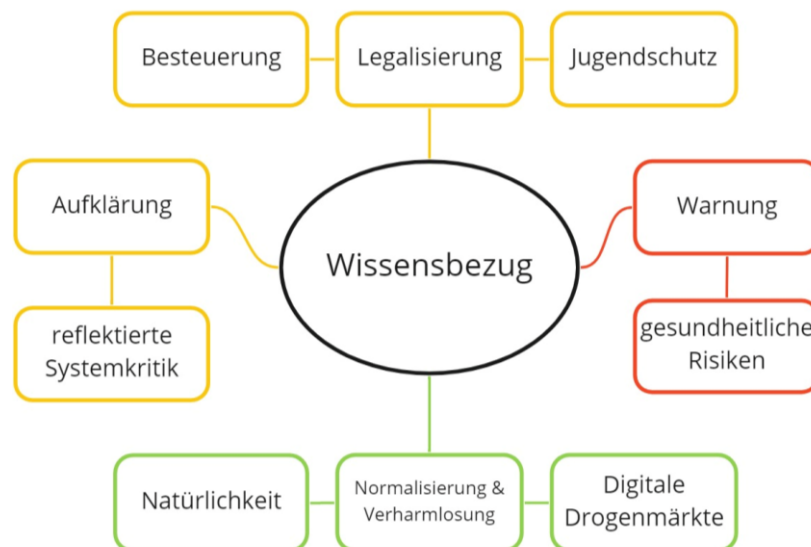 Besteuerung
Legalisierung
Jugendschutz
Aufklärung
Warnung
Wissensbezug
reflektierte
Systemkritik
gesundheitliche
Risiken
Natürlichkeit
Normalisierung &
Verharmlosung
Digitale
Drogenmärkte